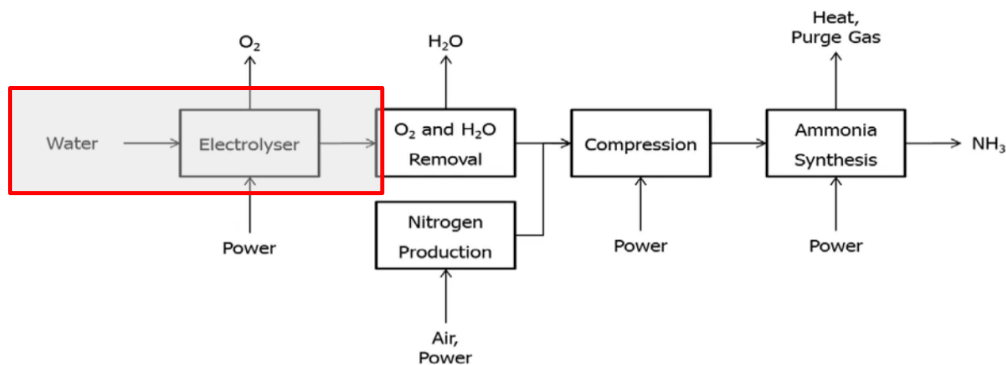 Heat,
Purge Gas
O₂
H₂O
Water
Electrolyser
O₂ and H₂O
Removal
Compression
Ammonia
Synthesis
NH₃
Nitrogen
Production
Power
Power
Power
Air,
Power